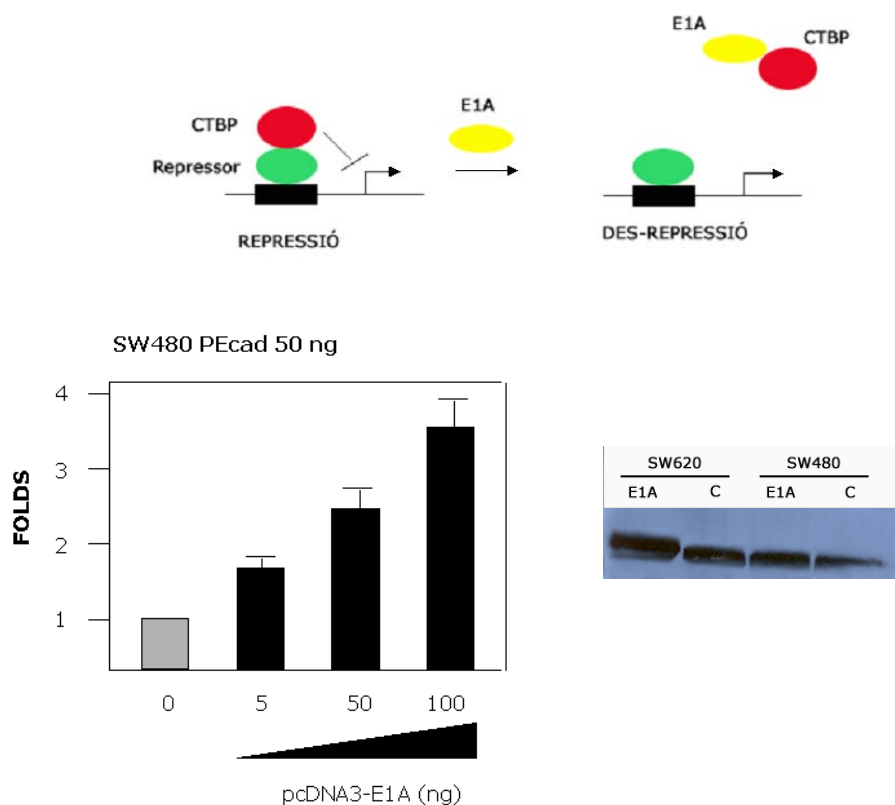 E1A
CTBP
CTBP
E1A
Repressor
REPRESSIÓ
DES-REPRESSIÓ
SW480 PEcad 50 ng
FOLDS
4
3
2
1
0 5 50 100
pcDNA3-E1A (ng)
SW620 SW480
E1A C E1A C